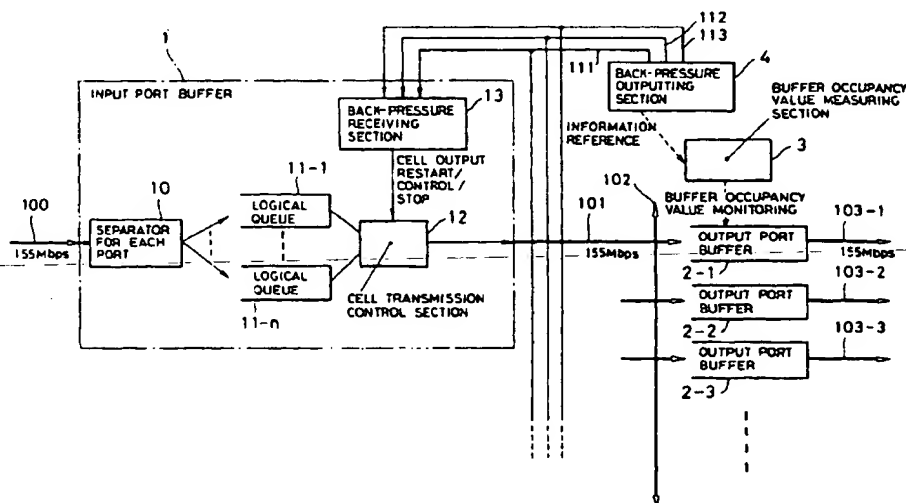 112
113
111
1
4
INPUT PORT BUFFER
BACK-PRESSURE
RECEIVING
SECTION
13
BACK-PRESSURE
OUTPUTTING
SECTION
BUFFER OCCUPANCY
VALUE MEASURING
SECTION
INFORMATION
REFERENCE
3
CELL OUTPUT
RESTART/
CONTROL/
STOP
100
10
11-1
LOGICAL
QUEUE
12
101
102
BUFFER OCCUPANCY
VALUE MONITORING
103-1
155Mbps
SEPARATOR
FOR EACH
PORT
155Mbps
OUTPUT PORT
BUFFER
155Mbps
2-1
103-2
LOGICAL
QUEUE
11-n
CELL TRANSMISSION
CONTROL SECTION
OUTPUT PORT
BUFFER
2-2
103-3
OUTPUT PORT
BUFFER
2-3